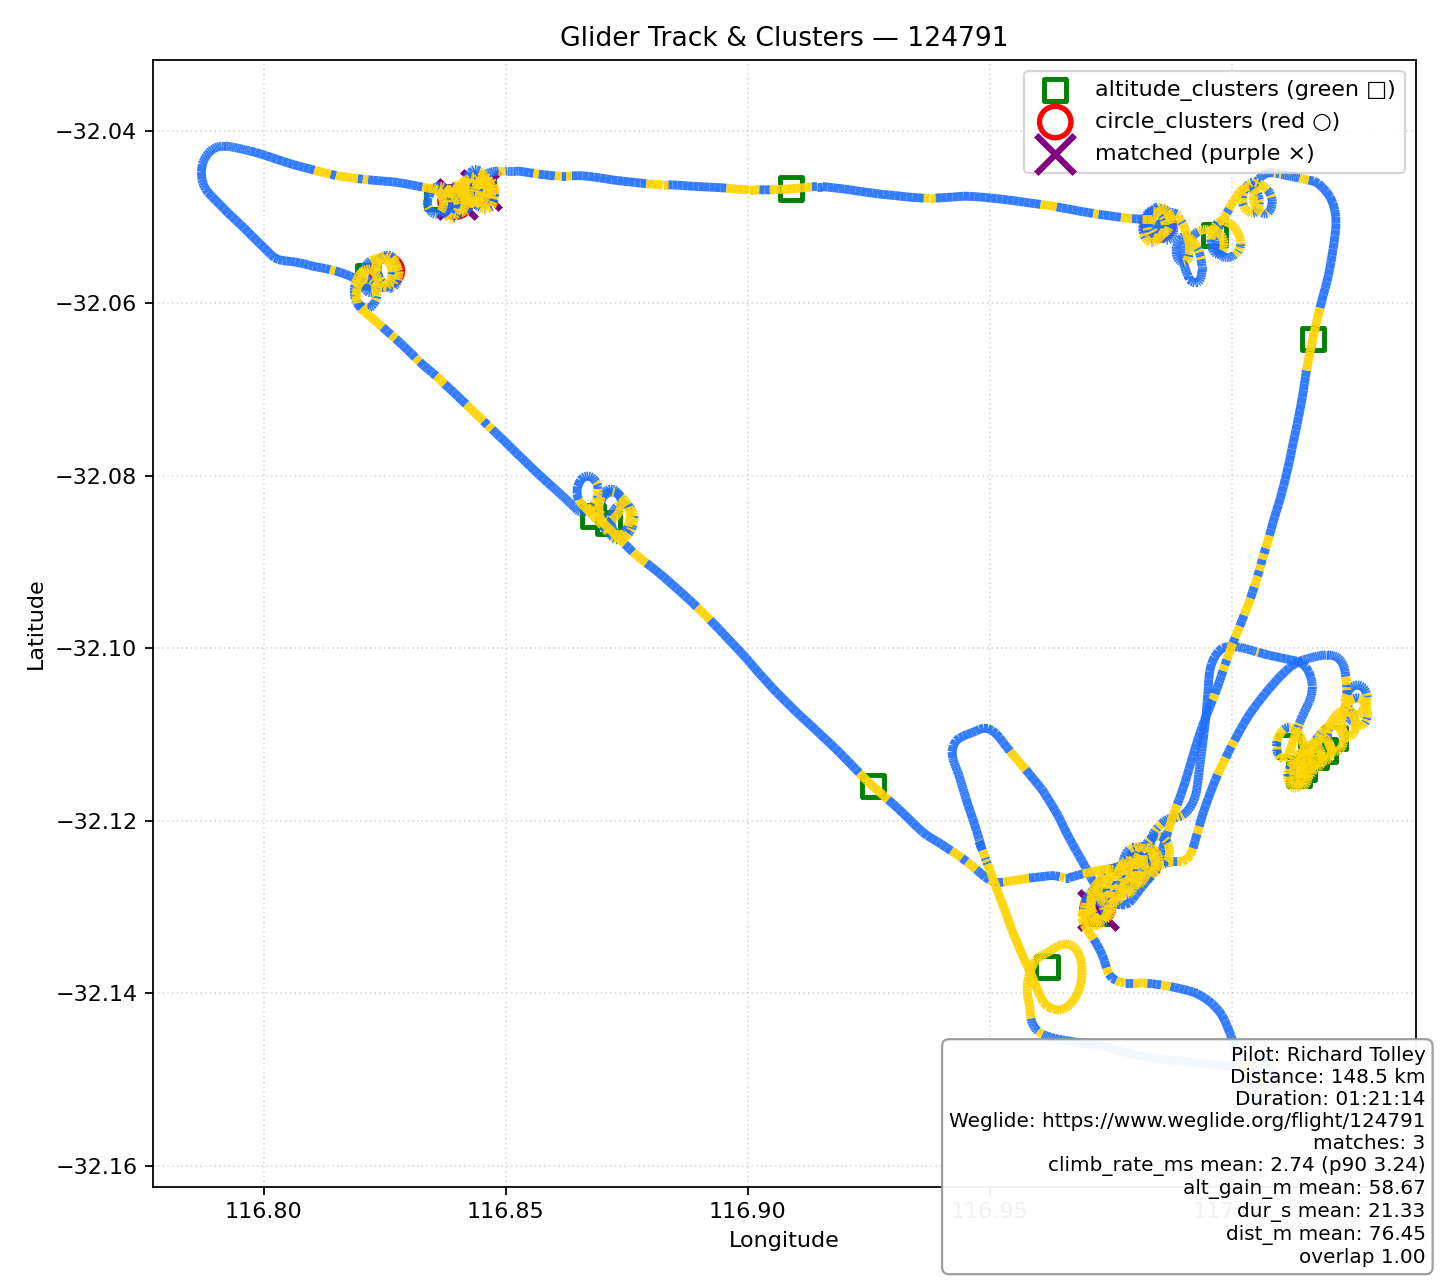 Glider Track & Clusters — 124791
altitude_clusters (green □)
circle_clusters (red ○)
matched (purple ×)
−32.04
−32.06
−32.08
−32.10
−32.12
−32.14
−32.16
Latitude
116.80
116.85
116.90
116.95
Longitude
Pilot: Richard Tolley
Distance: 148.5 km
Duration: 01:21:14
Weglide: https://www.weglide.org/flight/124791
matches: 3
climb_rate_ms mean: 2.74 (p90 3.24)
alt_gain_m mean: 58.67
dur_s mean: 21.33
dist_m mean: 76.45
overlap 1.00